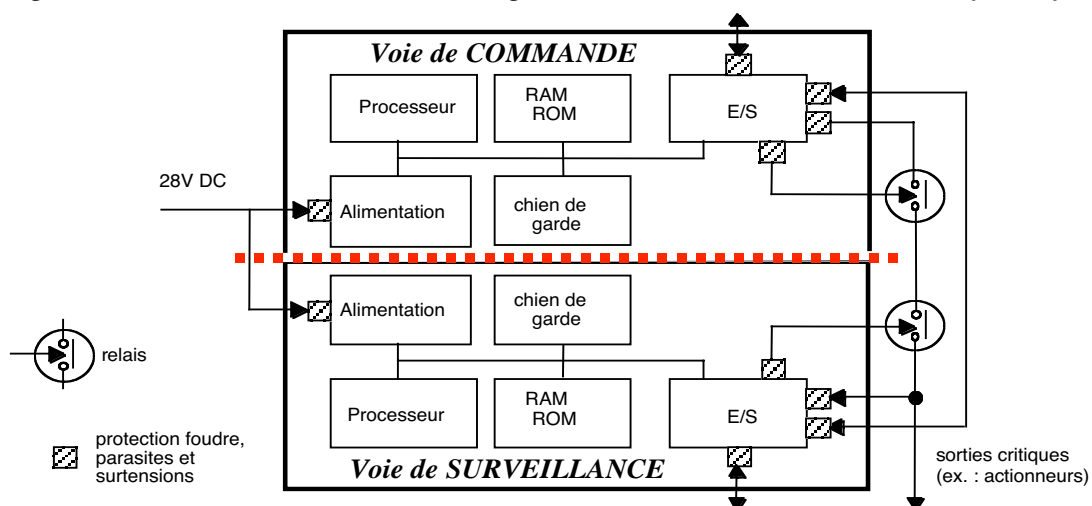 Voie de COMMANDE
Processeur
RAM
ROM
E/S
28V DC
Alimentation
chien de
garde
Alimentation
chien de
garde
relais
Processeur
RAM
ROM
E/S
protection foudre,
parasites et
surtensions
Voie de SURVEILLANCE
sorties critiques
(ex. : actionneurs)